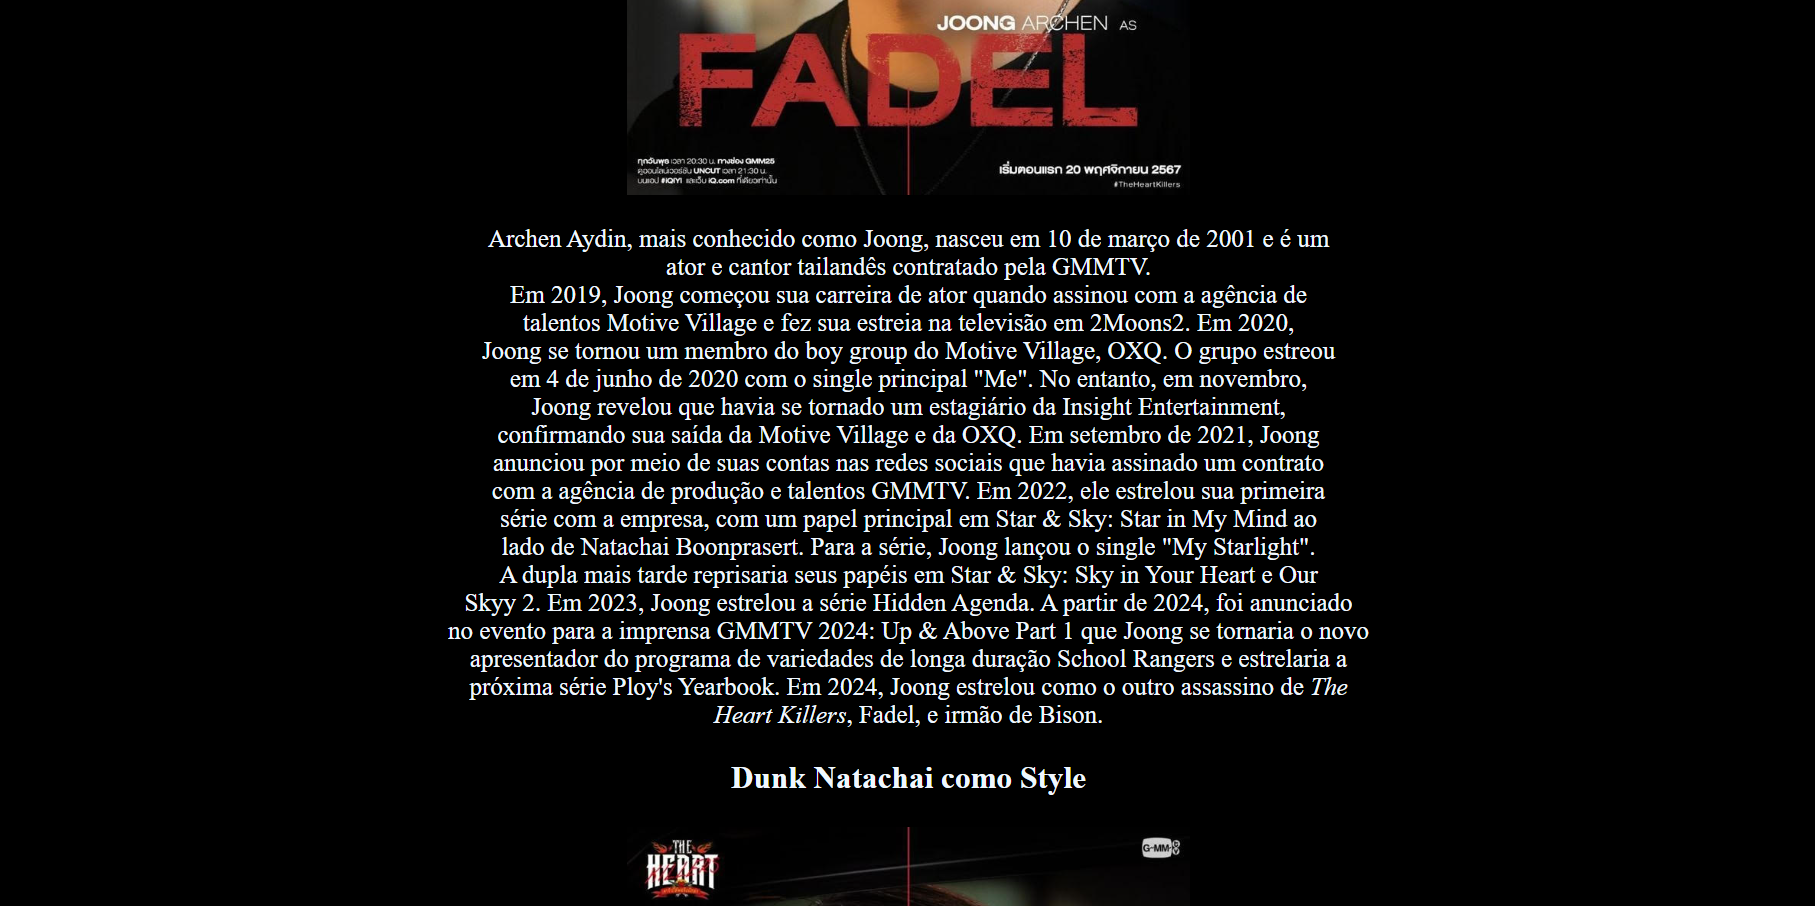 JOONG ARCHEN AS
FADEL
ทุกวันพุธ เวลา 20:30 น. ทางช่อง GMM25
ดูออนไลน์เวอร์ชัน UNCUT เวลา 21:30 น.
บนแอป #iQIYI และเว็บ iQ.com ที่เดียวเท่านั้น
เริ่มตอนแรก 20 พฤศจิกายน 2567
#TheHeartKillers
Archen Aydin, mais conhecido como Joong, nasceu em 10 de março de 2001 e é um
ator e cantor tailandês contratado pela GMMTV.
Em 2019, Joong começou sua carreira de ator quando assinou com a agência de
talentos Motive Village e fez sua estreia na televisão em 2Moons2. Em 2020,
Joong se tornou um membro do boy group do Motive Village, OXQ. O grupo estreou
em 4 de junho de 2020 com o single principal "Me". No entanto, em novembro,
Joong revelou que havia se tornado um estagiário da Insight Entertainment,
confirmando sua saída da Motive Village e da OXQ. Em setembro de 2021, Joong
anunciou por meio de suas contas nas redes sociais que havia assinado um contrato
com a agência de produção e talentos GMMTV. Em 2022, ele estrelou sua primeira
série com a empresa, com um papel principal em Star & Sky: Star in My Mind ao
lado de Natachai Boonprasert. Para a série, Joong lançou o single "My Starlight".
A dupla mais tarde reprisaria seus papéis em Star & Sky: Sky in Your Heart e Our
Skyy 2. Em 2023, Joong estrelou a série Hidden Agenda. A partir de 2024, foi anunciado
no evento para a imprensa GMMTV 2024: Up & Above Part 1 que Joong se tornaria o novo
apresentador do programa de variedades de longa duração School Rangers e estrelaria a
próxima série Ploy's Yearbook. Em 2024, Joong estrelou como o outro assassino de The
Heart Killers, Fadel, e irmão de Bison.
Dunk Natachai como Style
THE
HEART
KILLERS
G-MM-TV